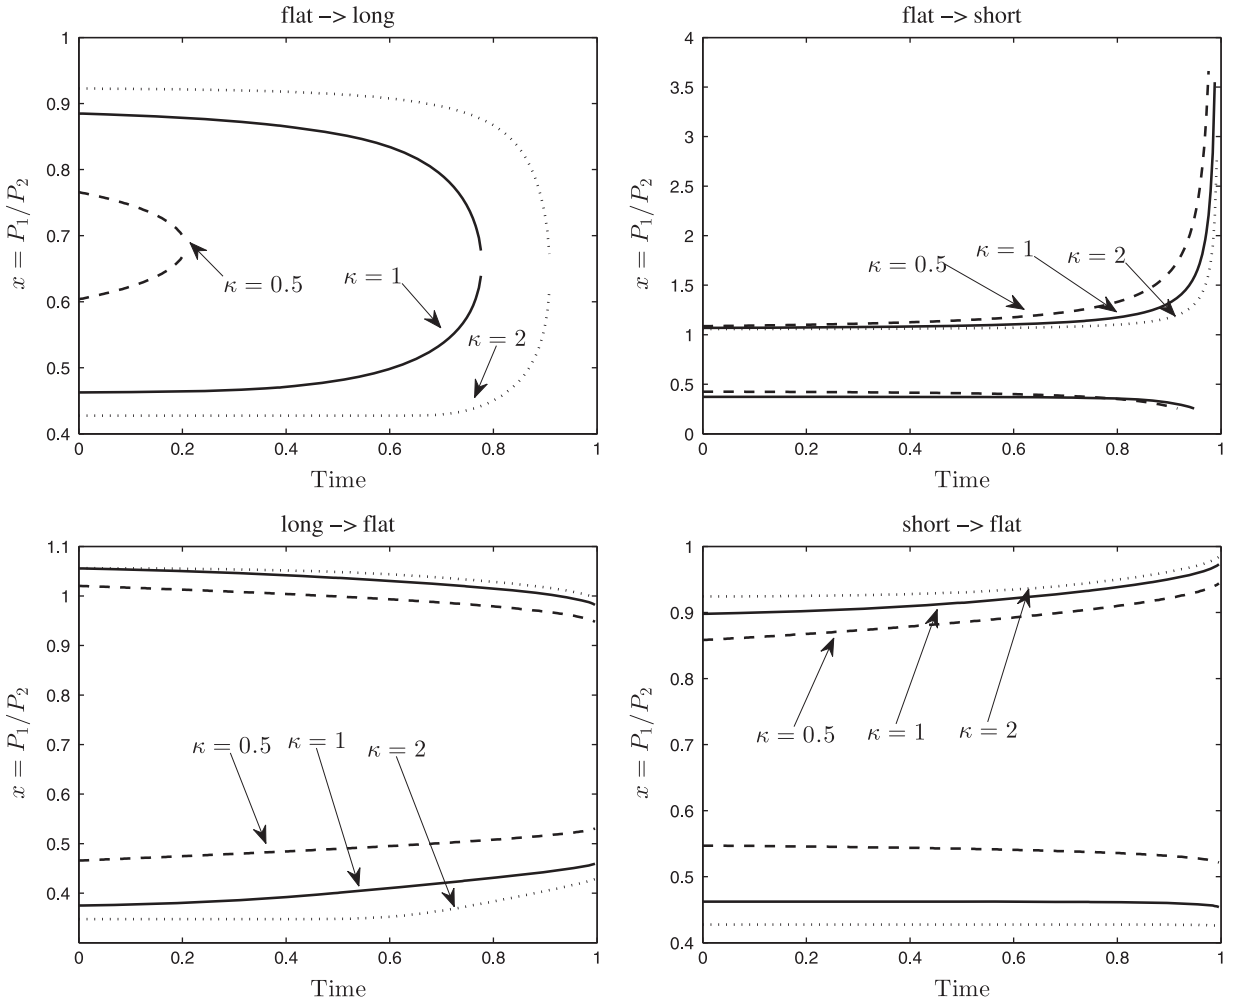 flat -> long
1
0.9
0.8
0.7
0.6
0.5
0.4
0 0.2 0.4 0.6 0.8 1
x = P1/P2
Time
κ = 0.5
κ = 1
κ = 2
flat -> short
4
3.5
3
2.5
2
1.5
1
0.5
0
0 0.2 0.4 0.6 0.8 1
x = P1/P2
Time
κ = 0.5
κ = 1
κ = 2
long -> flat
1.1
1
0.9
0.8
0.7
0.6
0.5
0.4
0 0.2 0.4 0.6 0.8 1
x = P1/P2
Time
κ = 0.5
κ = 1
κ = 2
short -> flat
1
0.9
0.8
0.7
0.6
0.5
0.4
0 0.2 0.4 0.6 0.8 1
x = P1/P2
Time
κ = 0.5
κ = 1
κ = 2